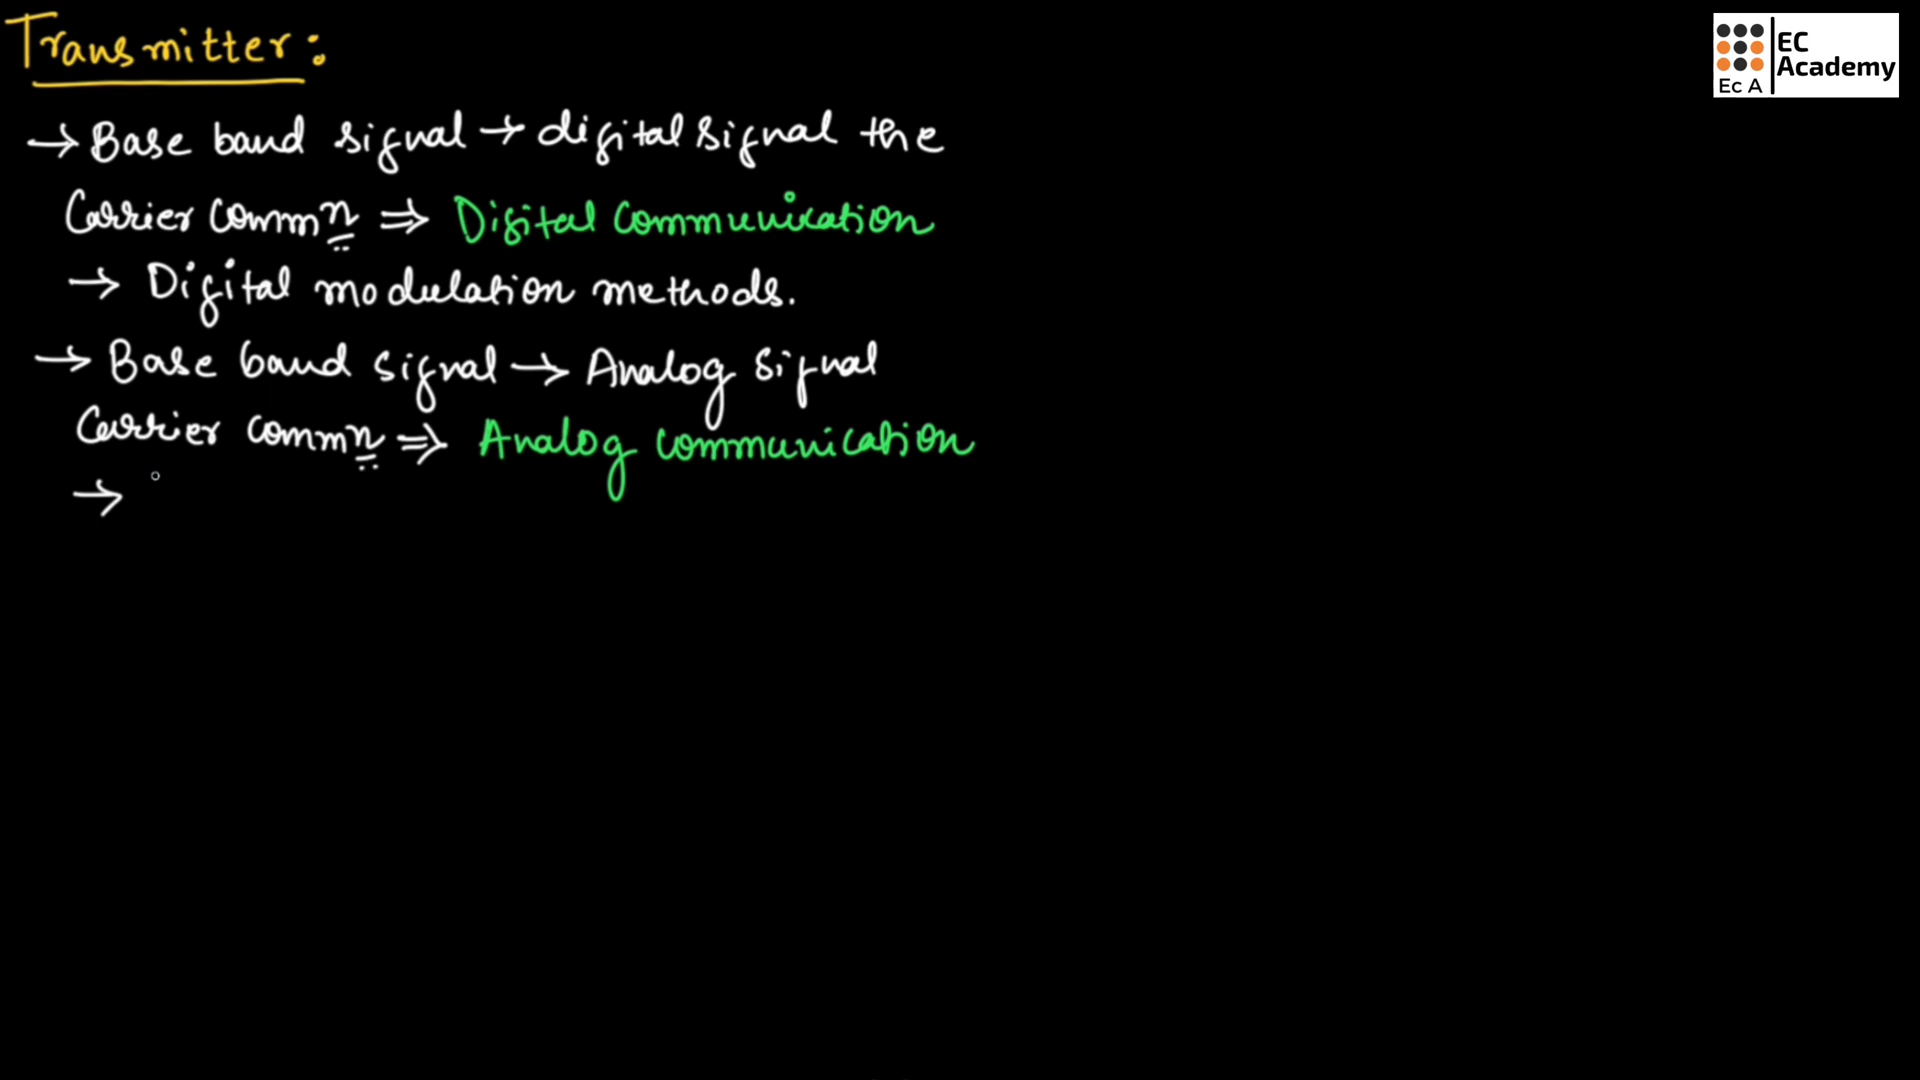 Transmitter:
→ Base band signal → digital signal the
Carrier commn ⇒ Digital communication
→ Digital modulation methods.
→ Base band signal → Analog signal
Carrier commn ⇒ Analog communication
→
EC
Academy
Ec A